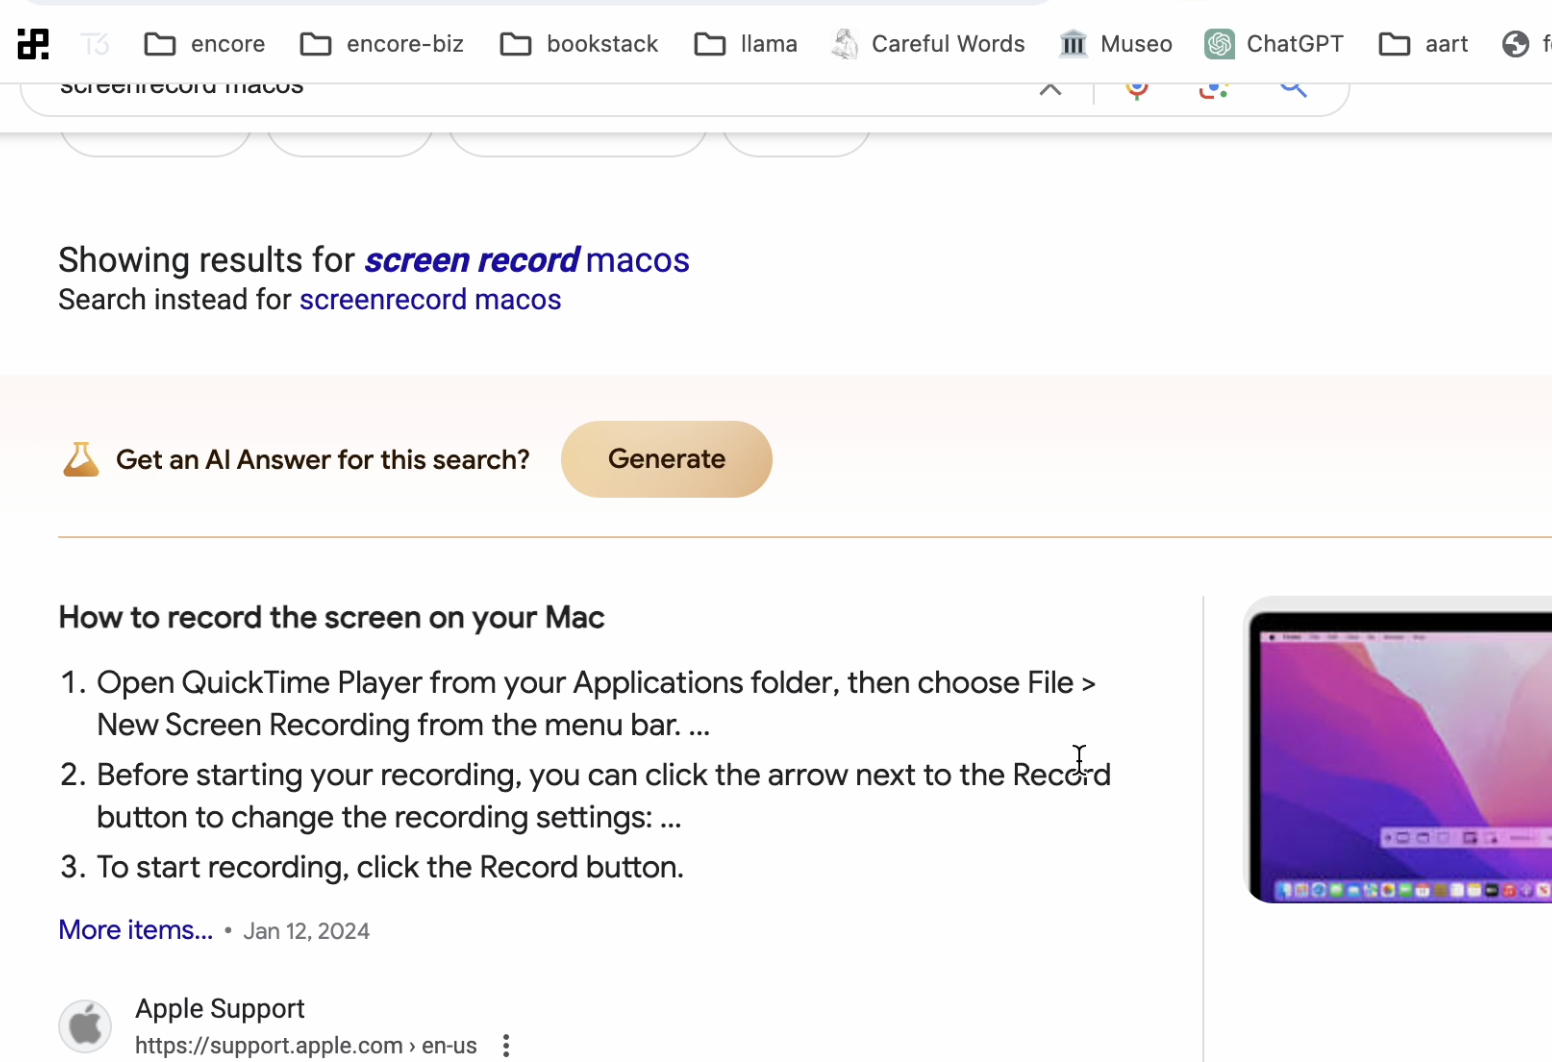 T3 encore encore-biz bookstack llama Careful Words Museo ChatGPT aart
screenrecord macos
Showing results for screen record macos
Search instead for screenrecord macos
Get an AI Answer for this search? Generate
How to record the screen on your Mac
1. Open QuickTime Player from your Applications folder, then choose File >
New Screen Recording from the menu bar. ...
2. Before starting your recording, you can click the arrow next to the Record
button to change the recording settings: ...
3. To start recording, click the Record button.
More items... • Jan 12, 2024
Apple Support
https://support.apple.com › en-us